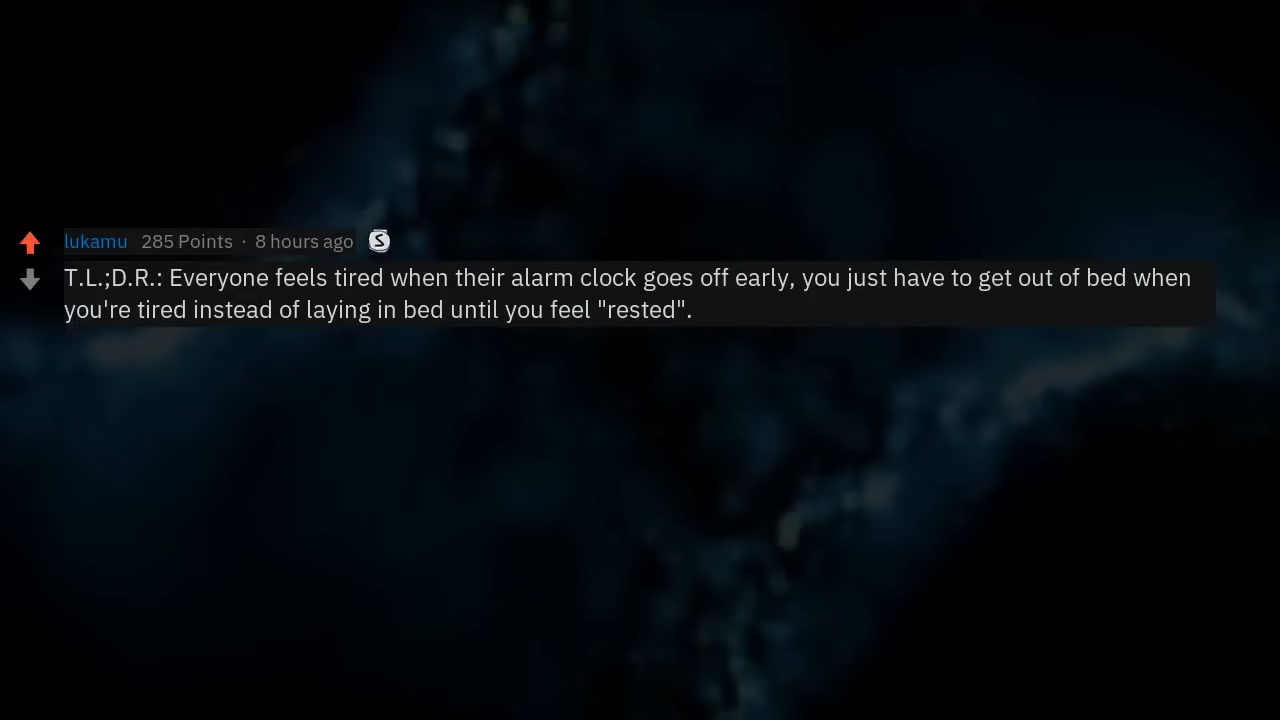 lukamu 285 Points · 8 hours ago S
T.L.;D.R.: Everyone feels tired when their alarm clock goes off early, you just have to get out of bed when
you're tired instead of laying in bed until you feel "rested".